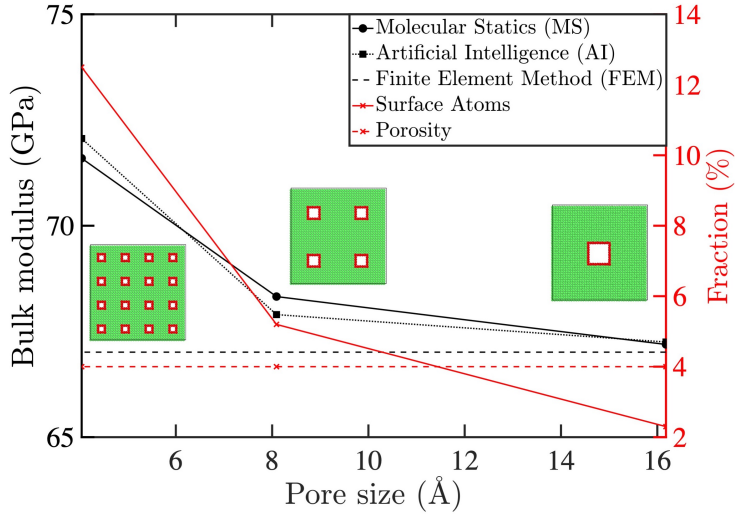 75
70
65
Bulk modulus (GPa)
Molecular Statics (MS)
Artificial Intelligence (AI)
Finite Element Method (FEM)
Surface Atoms
Porosity
14
12
10
8
6
4
2
Fraction (%)
6
8
10
12
14
16
Pore size (Å)